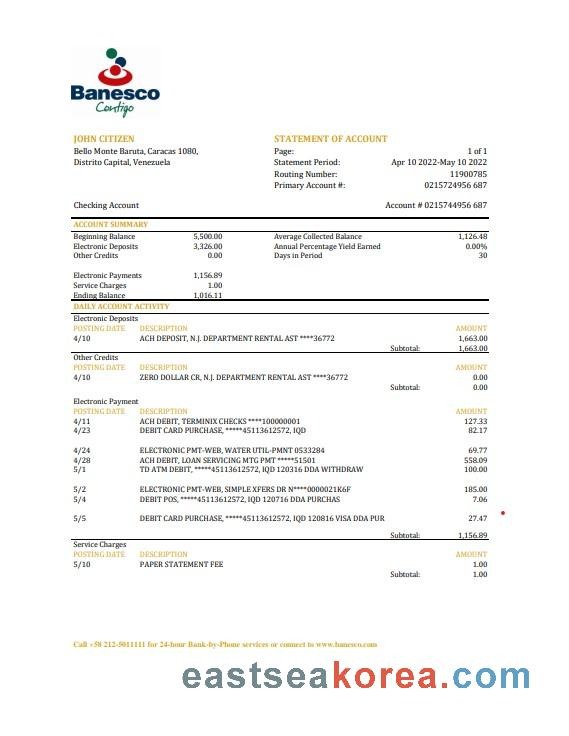 Banesco
Contigo
JOHN CITIZEN
Bello Monte Baruta, Caracas 1080,
Distrito Capital, Venezuela
STATEMENT OF ACCOUNT
Page: 1 of 1
Statement Period: Apr 10 2022-May 10 2022
Routing Number: 11900785
Primary Account #: 0215724956 687
Checking Account Account # 0215744956 687
ACCOUNT SUMMARY
Beginning Balance 5,500.00 Average Collected Balance 1,126.48
Electronic Deposits 3,326.00 Annual Percentage Yield Earned 0.00%
Other Credits 0.00 Days in Period 30
Electronic Payments 1,156.89
Service Charges 1.00
Ending Balance 1,016.11
DAILY ACCOUNT ACTIVITY
Electronic Deposits
POSTING DATE DESCRIPTION AMOUNT
4/10 ACH DEPOSIT, N.J. DEPARTMENT RENTAL AST ****36772 1,663.00
Subtotal: 1,663.00
Other Credits
POSTING DATE DESCRIPTION AMOUNT
4/10 ZERO DOLLAR CR, N.J. DEPARTMENT RENTAL AST ****36772 0.00
Subtotal: 0.00
Electronic Payment
POSTING DATE DESCRIPTION AMOUNT
4/11 ACH DEBIT, TERMINIX CHECKS ****100000001 127.33
4/23 DEBIT CARD PURCHASE, *****45113612572, IQD 82.17
4/24 ELECTRONIC PMT-WEB, WATER UTIL-PMNT 0533284 69.77
4/28 ACH DEBIT, LOAN SERVICING MTG PMT *****51501 558.09
5/1 TD ATM DEBIT, *****45113612572, IQD 120316 DDA WITHDRAW 100.00
5/2 ELECTRONIC PMT-WEB, SIMPLE XFERS DR N****0000021K6F 185.00
5/4 DEBIT POS, *****45113612572, IQD 120716 DDA PURCHAS 7.06
5/5 DEBIT CARD PURCHASE, *****45113612572, IQD 120816 VISA DDA PUR 27.47
Subtotal: 1,156.89
Service Charges
POSTING DATE DESCRIPTION AMOUNT
5/10 PAPER STATEMENT FEE 1.00
Subtotal: 1.00
Call +58 212-5011111 for 24-hour Bank-by-Phone services or connect to www.banesco.com
eastseakorea.com